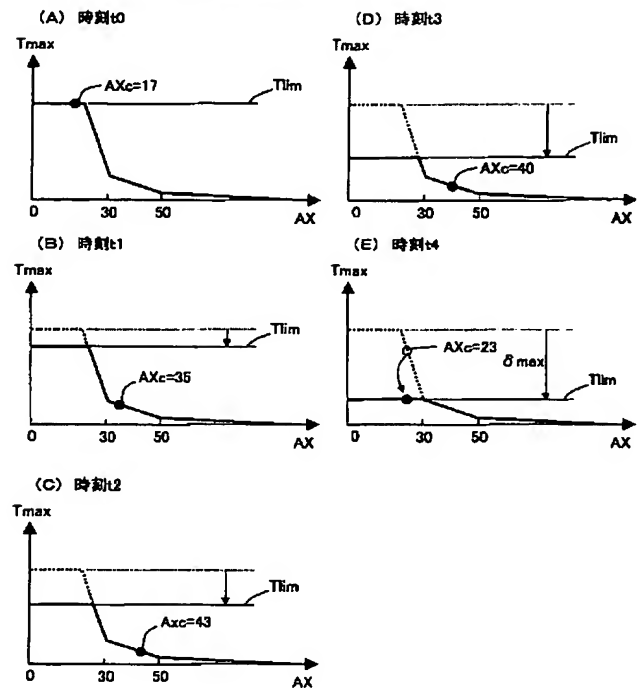 (A) 時刻t0
Tmax
AXc=17
Tlim
0
30
50
AX
(B) 時刻t1
Tmax
Tlim
AXc=35
0
30
50
AX
(C) 時刻t2
Tmax
Tlim
Axc=43
0
30
50
AX
(D) 時刻t3
Tmax
Tlim
AXc=40
0
30
50
AX
(E) 時刻t4
Tmax
AXc=23
δmax
Tlim
0
30
50
AX